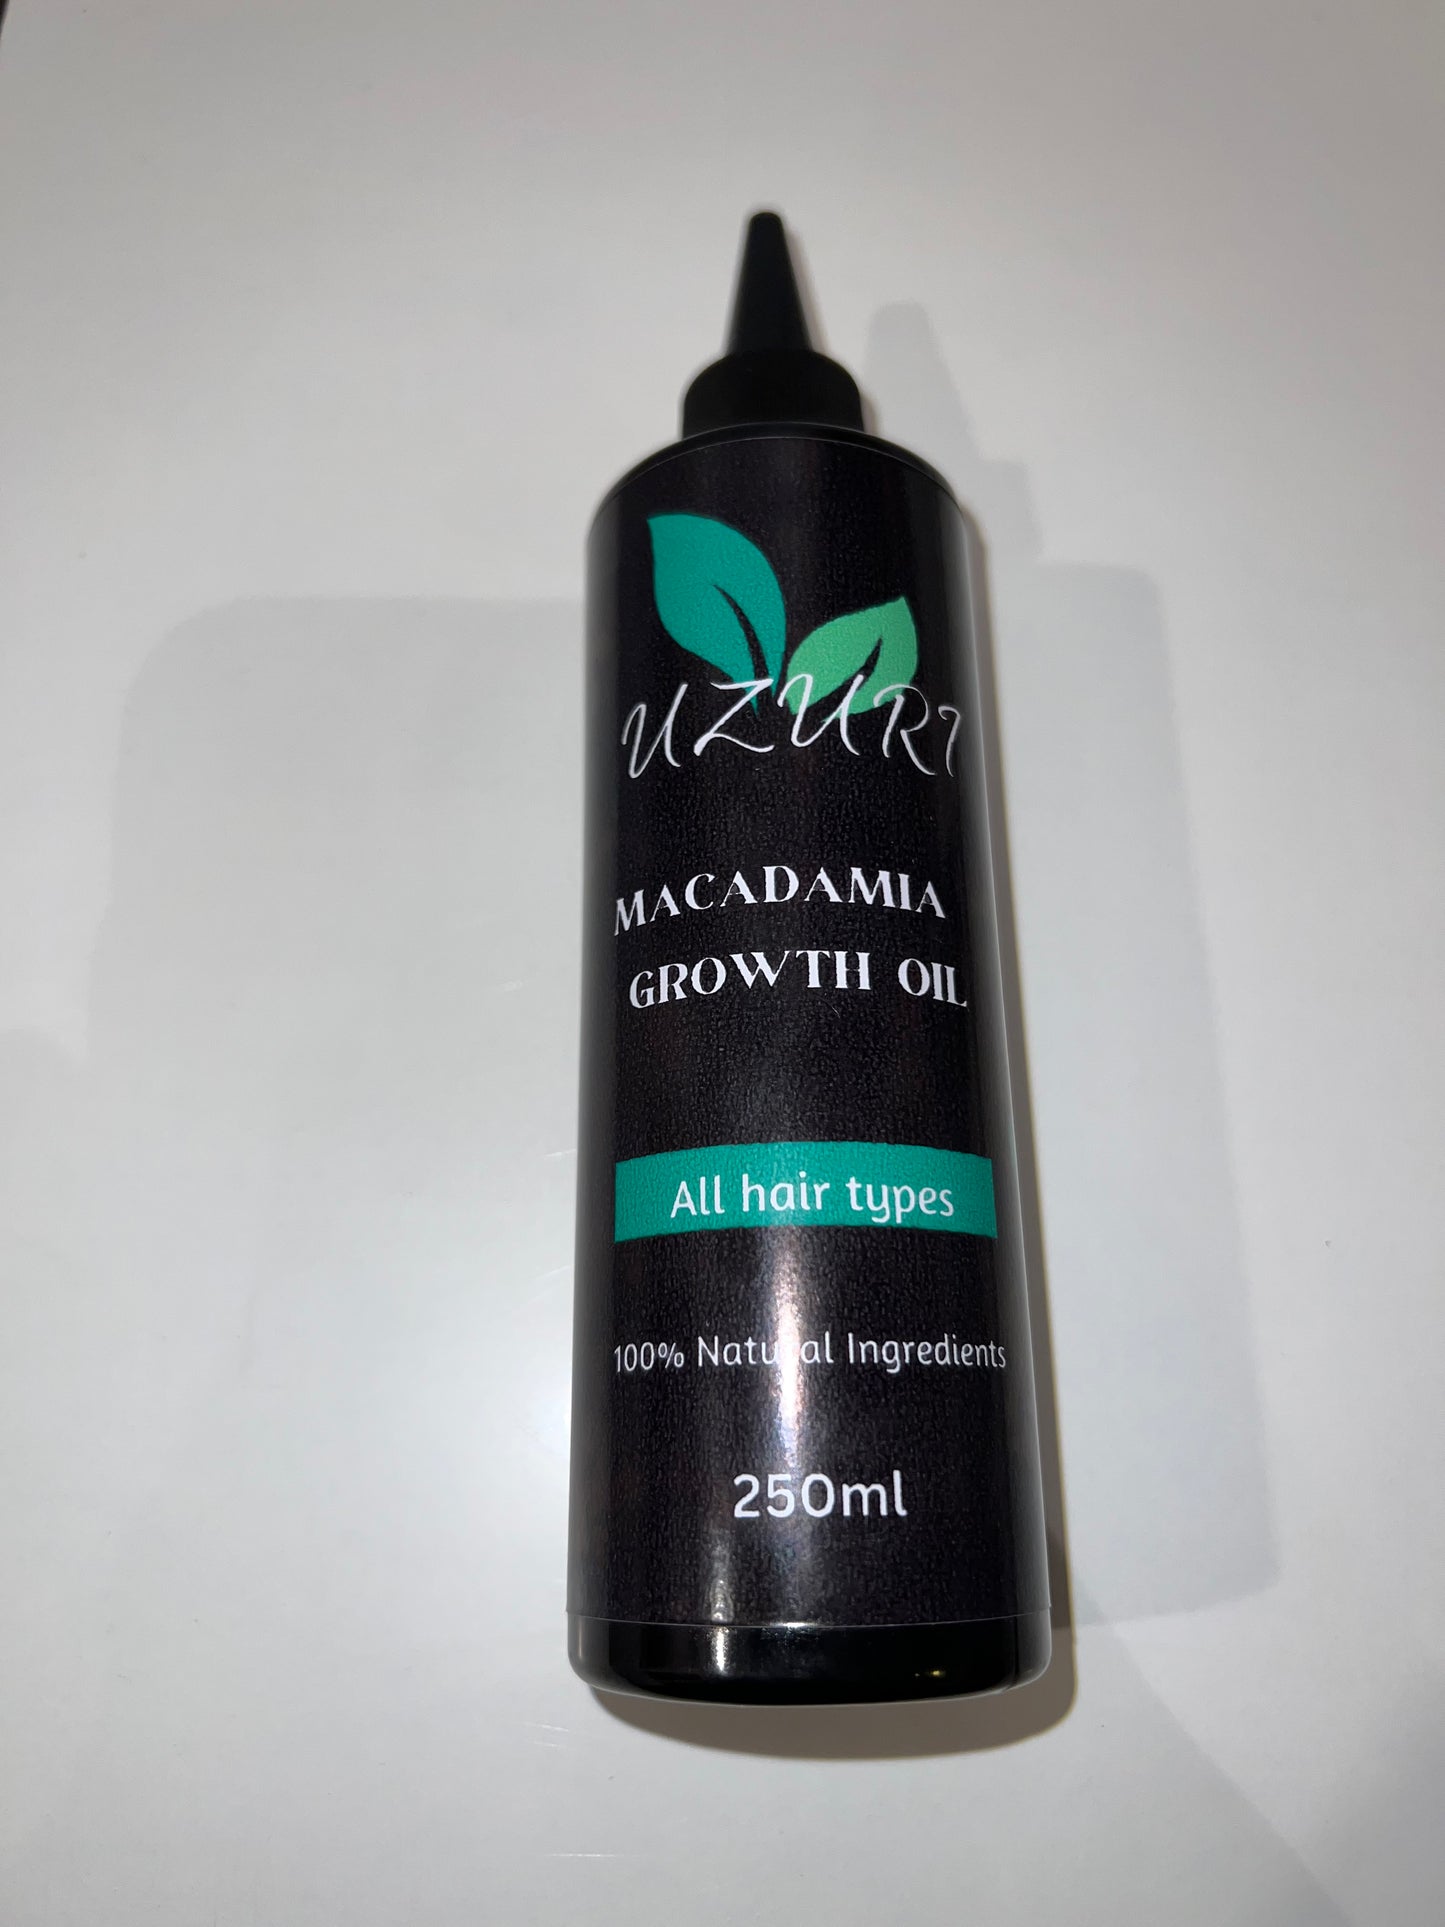 UZURI
MACADAMIA
GROWTH OIL
All hair types
100% Natural Ingredients
250ml